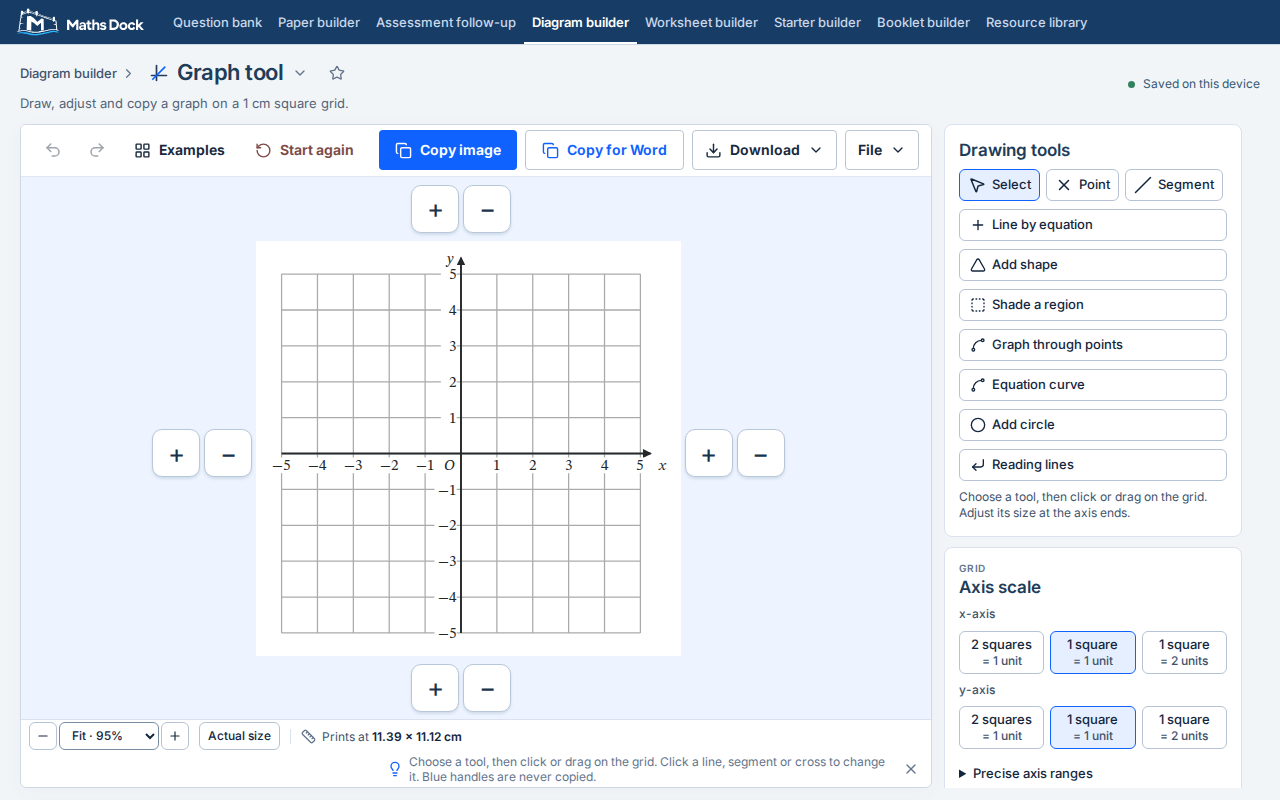 Maths Dock Question bank Paper builder Assessment follow-up Diagram builder Worksheet builder Starter builder Booklet builder Resource library
Diagram builder Graph tool
Saved on this device
Draw, adjust and copy a graph on a 1 cm square grid.
Examples Start again Copy image Copy for Word Download File
+ −
y
5
4
3
2
1
+ −
−5 −4 −3 −2 −1 O 1 2 3 4 5 x
+ −
−1
−2
−3
−4
−5
+ −
− Fit · 95% + Actual size Prints at 11.39 × 11.12 cm
Choose a tool, then click or drag on the grid. Click a line, segment or cross to change
it. Blue handles are never copied.
Drawing tools
Select Point Segment
Line by equation
Add shape
Shade a region
Graph through points
Equation curve
Add circle
Reading lines
Choose a tool, then click or drag on the grid.
Adjust its size at the axis ends.
GRID
Axis scale
x-axis
2 squares 1 square 1 square
= 1 unit = 1 unit = 2 units
y-axis
2 squares 1 square 1 square
= 1 unit = 1 unit = 2 units
Precise axis ranges